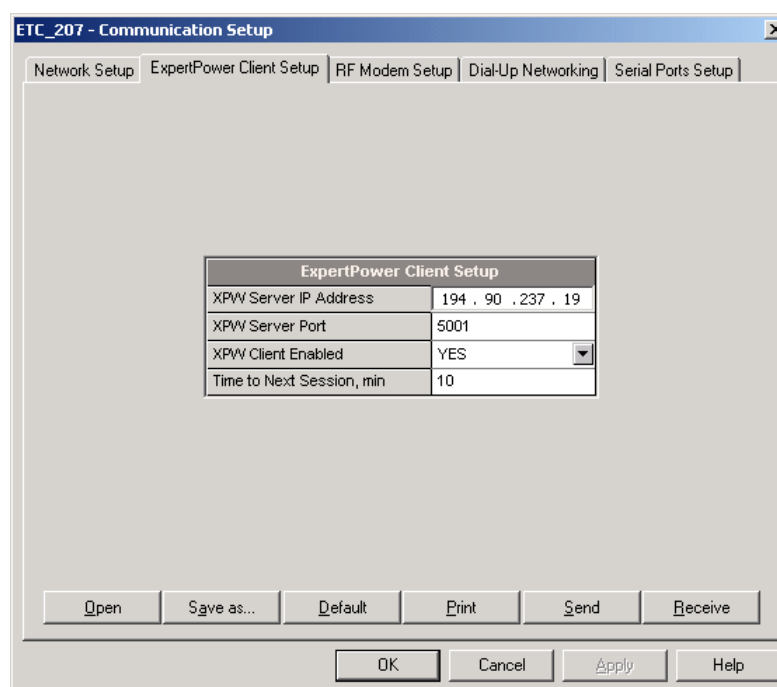 ETC_207 - Communication Setup
Network Setup ExpertPower Client Setup RF Modem Setup Dial-Up Networking Serial Ports Setup
ExpertPower Client Setup
XPW Server IP Address 194 . 90 . 237 . 19
XPW Server Port 5001
XPW Client Enabled YES
Time to Next Session, min 10
Open Save as... Default Print Send Receive
OK Cancel Apply Help